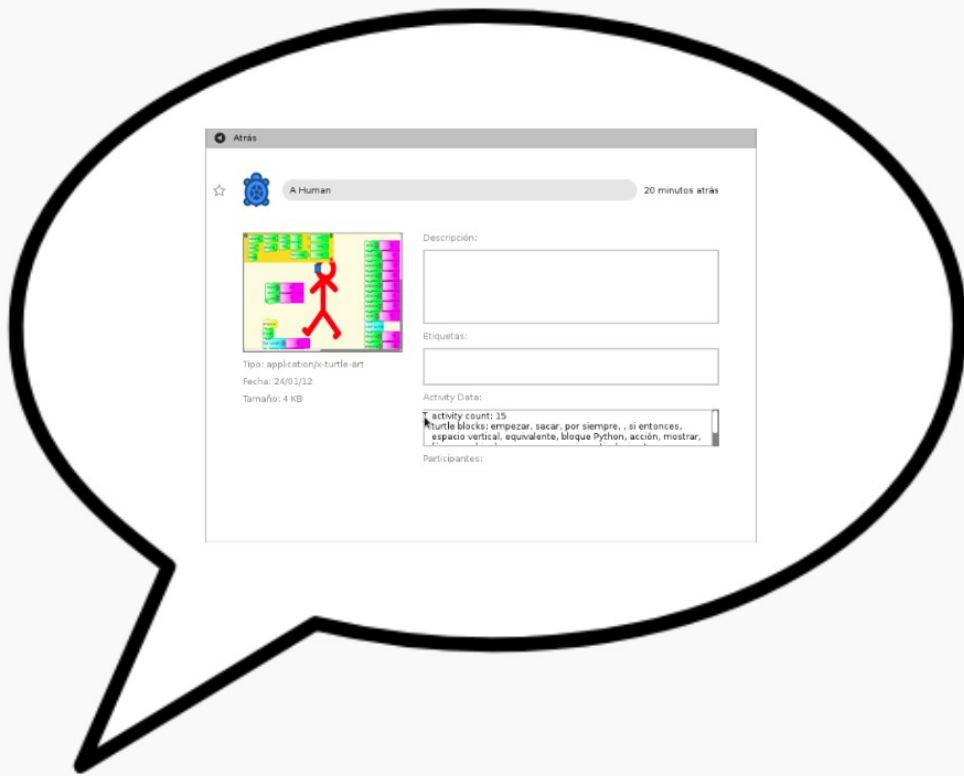 Atrás
A Human
20 minutos atrás
Descripción:
Etiquetas:
Tipo: application/x-turtle-art
Fecha: 24/01/12
Tamaño: 4 KB
Activity Data:
activity count: 15
turtle blocks: empezar, sacar, por siempre, , si entonces,
espacio vertical, equivalente, bloque Python, acción, mostrar,
Participantes: